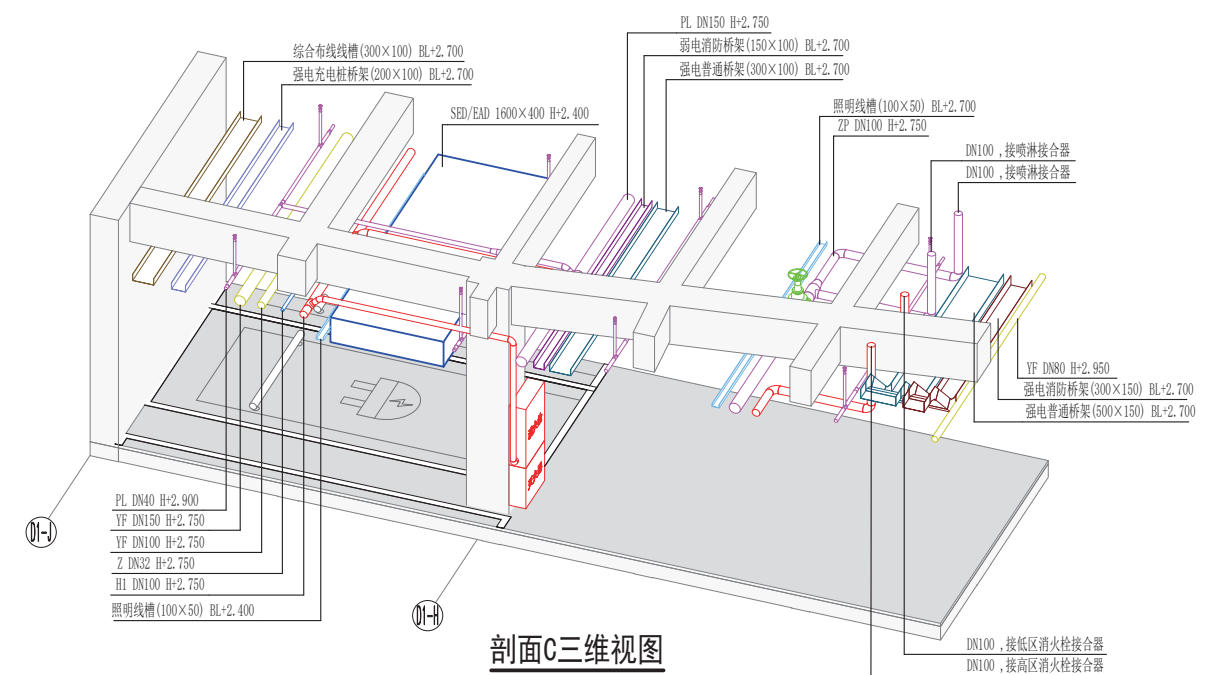 PL DN150 H+2.750
弱电消防桥架(150×100) BL+2.700
强电普通桥架(300×100) BL+2.700
综合布线线槽(300×100) BL+2.700
强电充电桩桥架(200×100) BL+2.700
SED/EAD 1600×400 H+2.400
照明线槽(100×50) BL+2.700
ZP DN100 H+2.750
DN100 ,接喷淋接合器
DN100 ,接喷淋接合器
YF DN80 H+2.950
强电消防桥架(300×150) BL+2.700
强电普通桥架(500×150) BL+2.700
PL DN40 H+2.900
YF DN150 H+2.750
YF DN100 H+2.750
Z DN32 H+2.750
H1 DN100 H+2.750
照明线槽(100×50) BL+2.400
D1-J
D1-H
剖面C三维视图
DN100 ,接低区消火栓接合器
DN100 ,接高区消火栓接合器